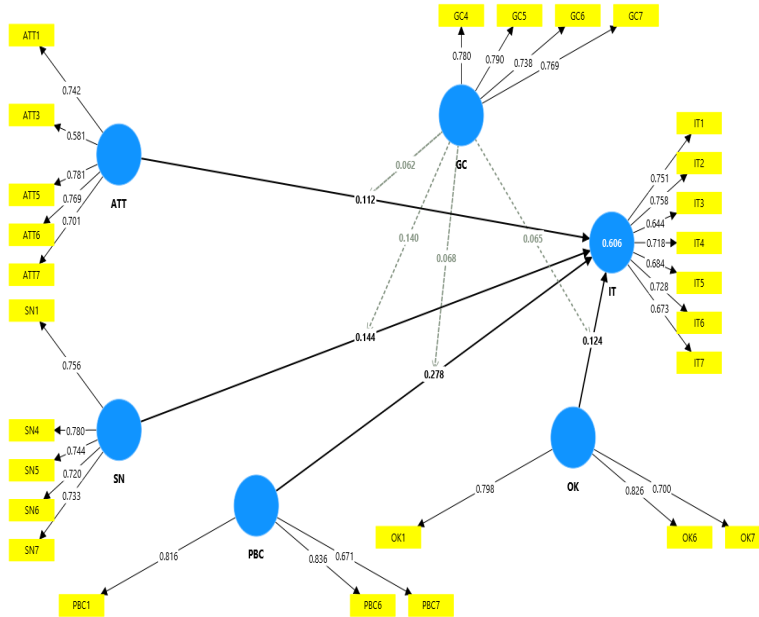 GC4 GC5 GC6 GC7
ATT1
0.780 0.790 0.738 0.769
0.742
ATT3
0.581
IT1
ATT
GC
0.062
0.781
ATT5
0.769
ATT6
0.701
ATT7
0.112
0.751
IT2
0.758
IT3
0.644
0.606
0.718
IT4
0.684
IT5
IT
0.728
0.673
IT6
IT7
0.140
0.068
0.065
SN1
0.756
0.144
0.124
0.278
SN4
0.780
0.744
SN5
0.720
SN6
0.733
SN7
SN
PBC
0.816
0.836
0.671
PBC1 PBC6 PBC7
OK
0.798
0.826
0.700
OK1 OK6 OK7